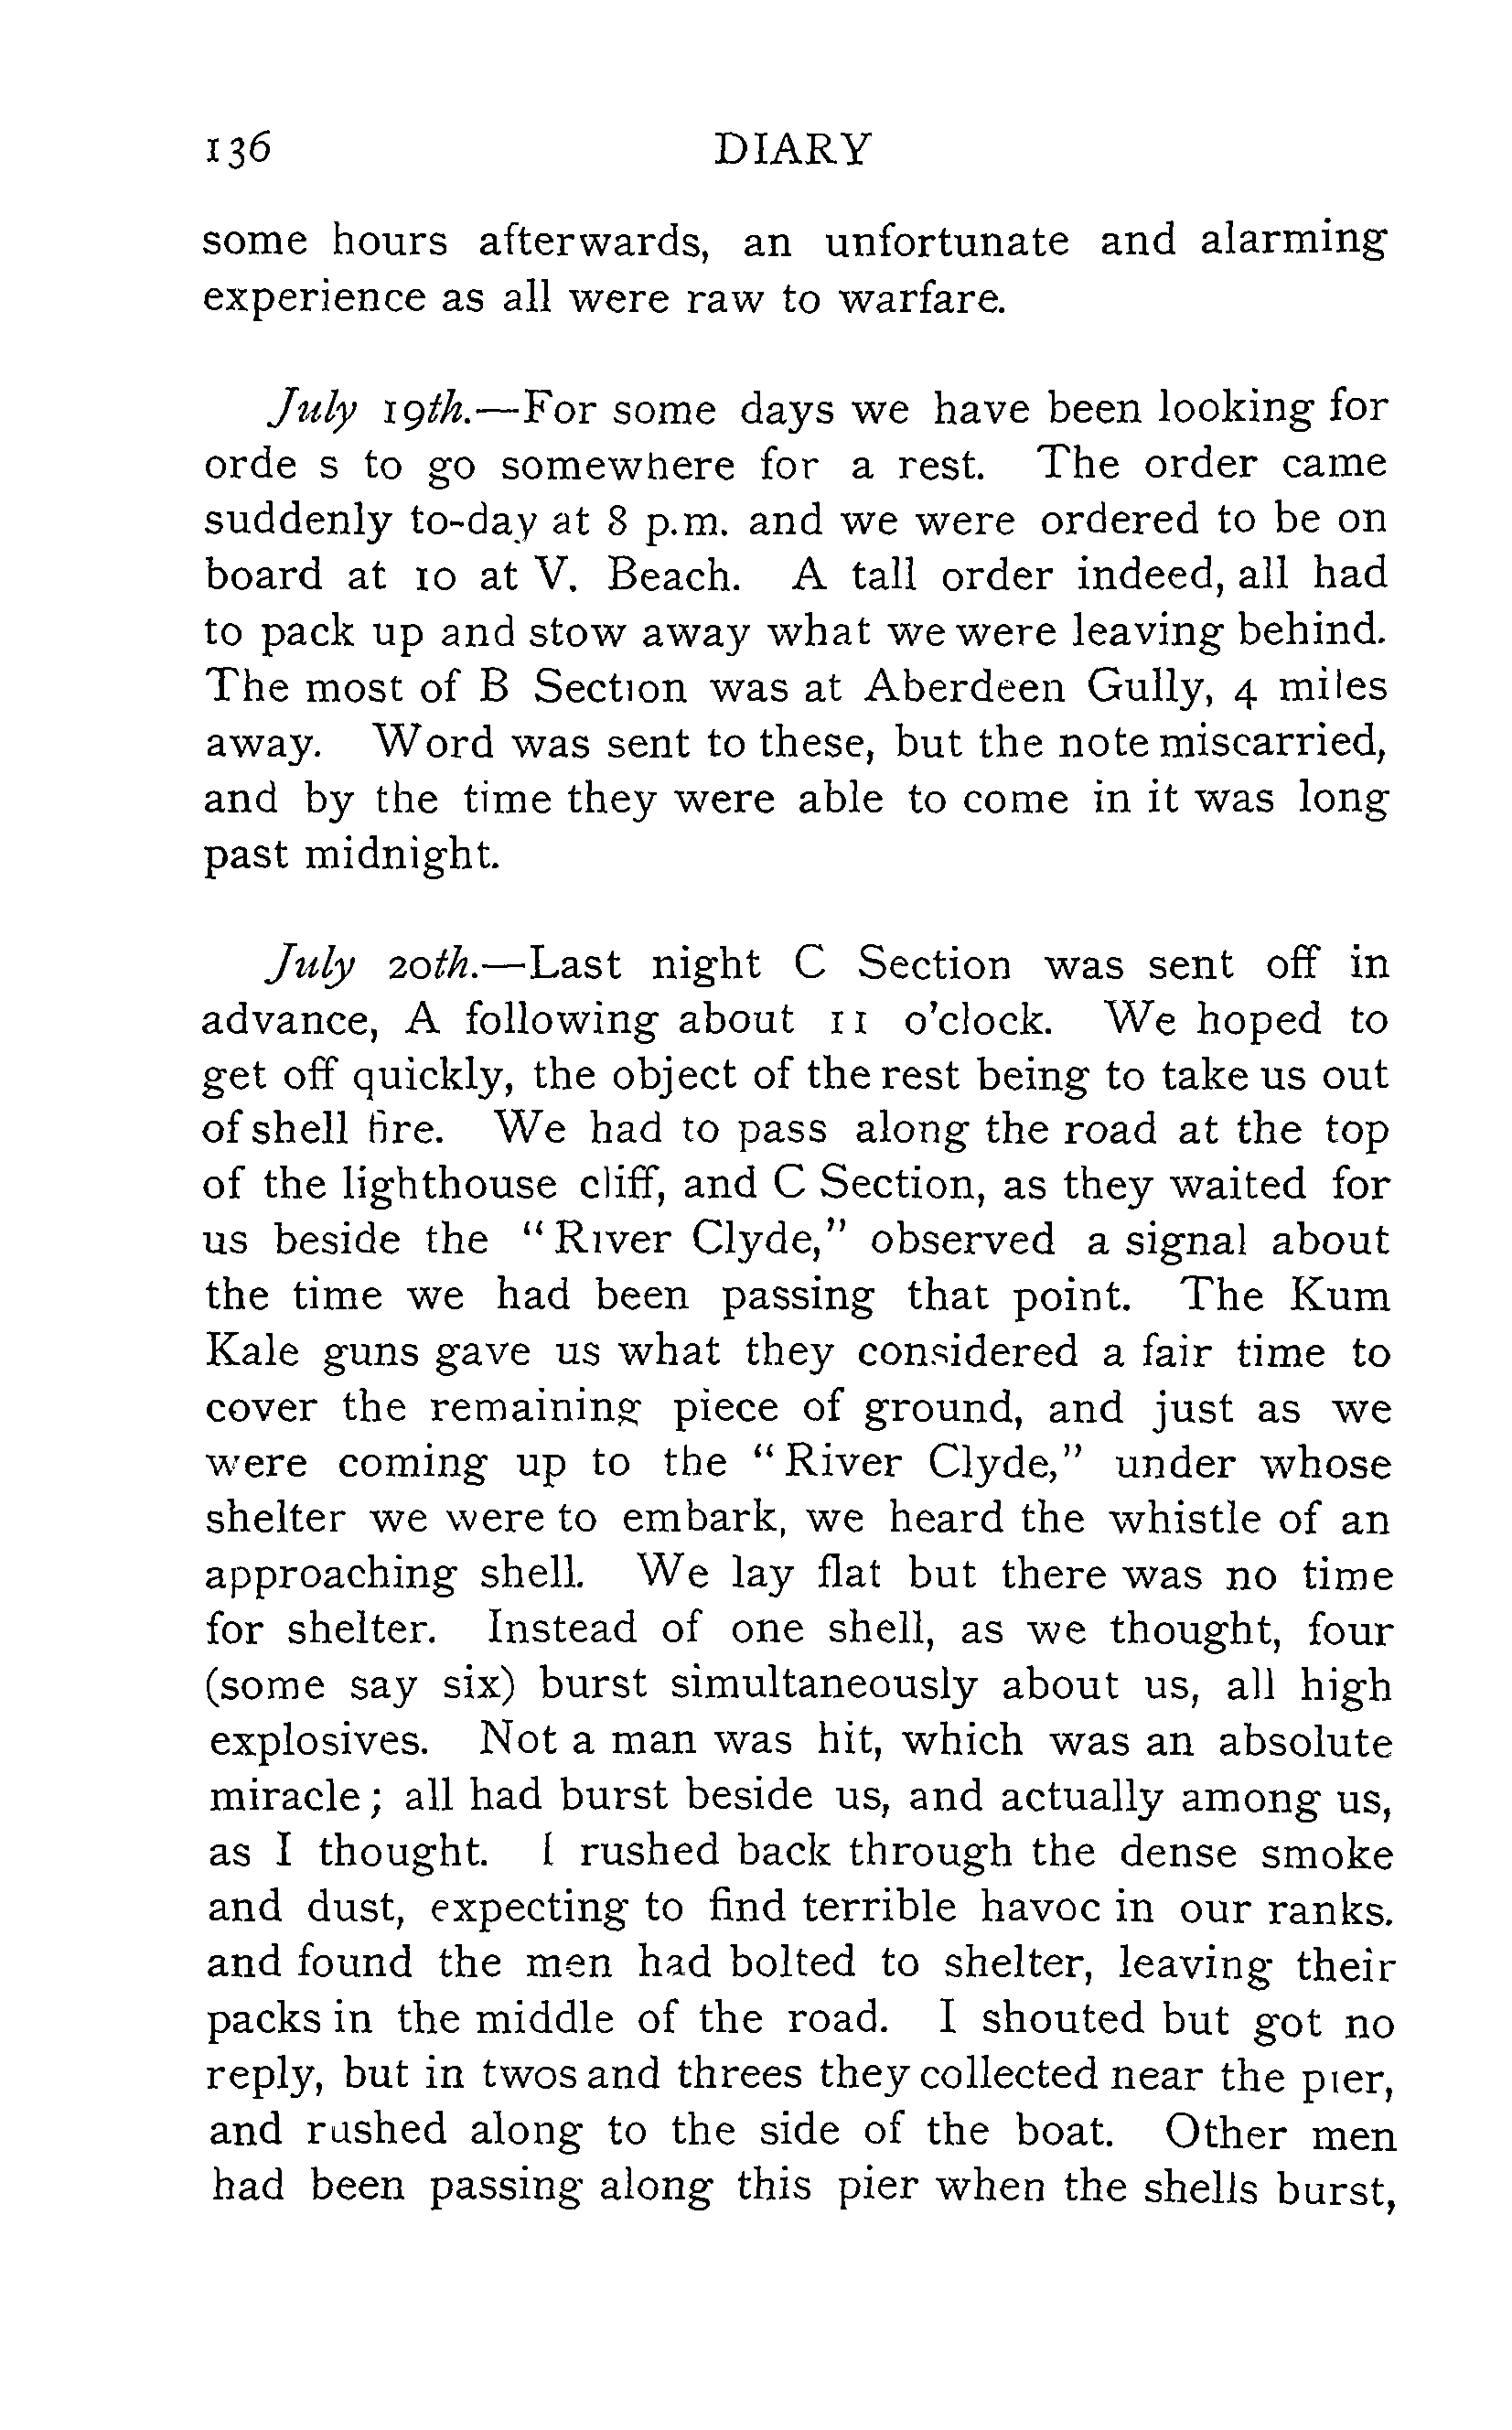 136 DIARY
some hours afterwards, an unfortunate and alarming
experience as all were raw to warfare.
July 19th.—For some days we have been looking for
orde s to go somewhere for a rest. The order came
suddenly to-day at 8 p.m. and we were ordered to be on
board at 10 at V. Beach. A tall order indeed, all had
to pack up and stow away what we were leaving behind.
The most of B Section was at Aberdeen Gully, 4 miles
away. Word was sent to these, but the note miscarried,
and by the time they were able to come in it was long
past midnight.
July 20th.—Last night C Section was sent off in
advance, A following about 11 o'clock. We hoped to
get off quickly, the object of the rest being to take us out
of shell fire. We had to pass along the road at the top
of the lighthouse cliff, and C Section, as they waited for
us beside the "River Clyde," observed a signal about
the time we had been passing that point. The Kum
Kale guns gave us what they considered a fair time to
cover the remaining piece of ground, and just as we
were coming up to the "River Clyde," under whose
shelter we were to embark, we heard the whistle of an
approaching shell. We lay flat but there was no time
for shelter. Instead of one shell, as we thought, four
(some say six) burst simultaneously about us, all high
explosives. Not a man was hit, which was an absolute
miracle; all had burst beside us, and actually among us,
as I thought. I rushed back through the dense smoke
and dust, expecting to find terrible havoc in our ranks.
and found the men had bolted to shelter, leaving their
packs in the middle of the road. I shouted but got no
reply, but in twos and threes they collected near the pier,
and rushed along to the side of the boat. Other men
had been passing along this pier when the shells burst,